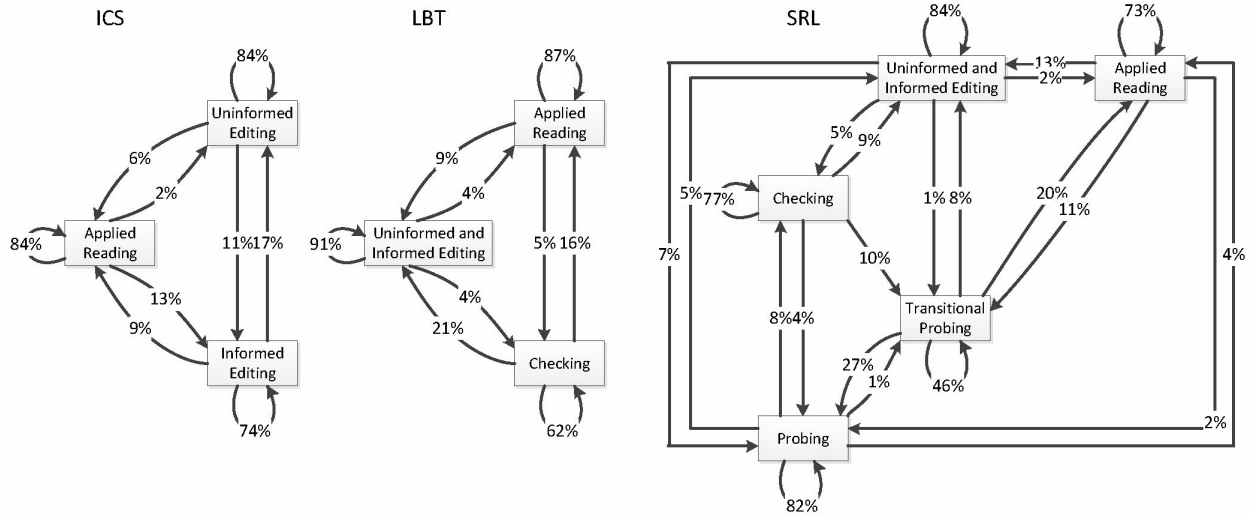 ICS
LBT
SRL
84%
Uninformed
Editing
6%
2%
84%
Applied
Reading
11%
17%
13%
9%
Informed
Editing
74%
87%
Applied
Reading
9%
4%
91%
Uninformed and
Informed Editing
5%
16%
4%
21%
Checking
62%
84%
73%
Uninformed and
Informed Editing
13%
2%
Applied
Reading
5%
9%
5%
77%
Checking
1%
8%
20%
11%
7%
10%
4%
Transitional
Probing
8%
4%
27%
1%
46%
2%
Probing
82%